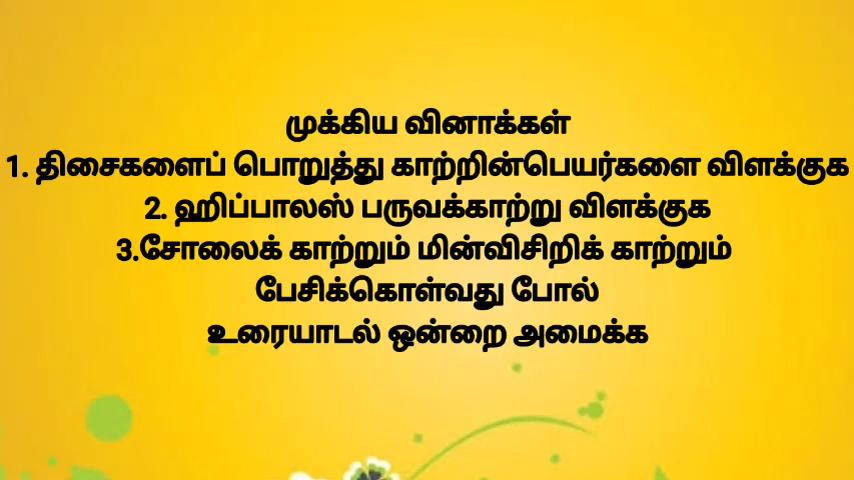 முக்கிய வினாக்கள்
1. திசைகளைப் பொறுத்து காற்றின்பெயர்களை விளக்குக
2. ஹிப்பாலஸ் பருவக்காற்று விளக்குக
3.சோலைக் காற்றும் மின்விசிறிக் காற்றும்
பேசிக்கொள்வது போல்
உரையாடல் ஒன்றை அமைக்க